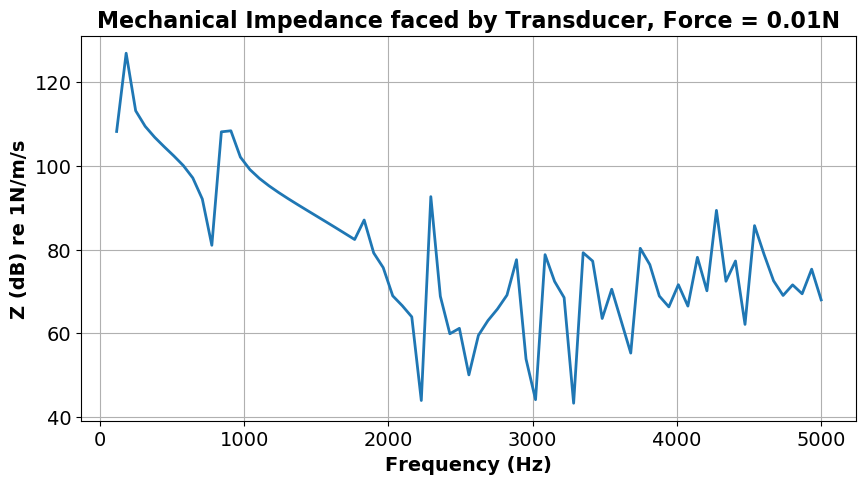 Mechanical Impedance faced by Transducer, Force = 0.01N
Z (dB) re 1N/m/s
120
100
80
60
40
0 1000 2000 3000 4000 5000
Frequency (Hz)